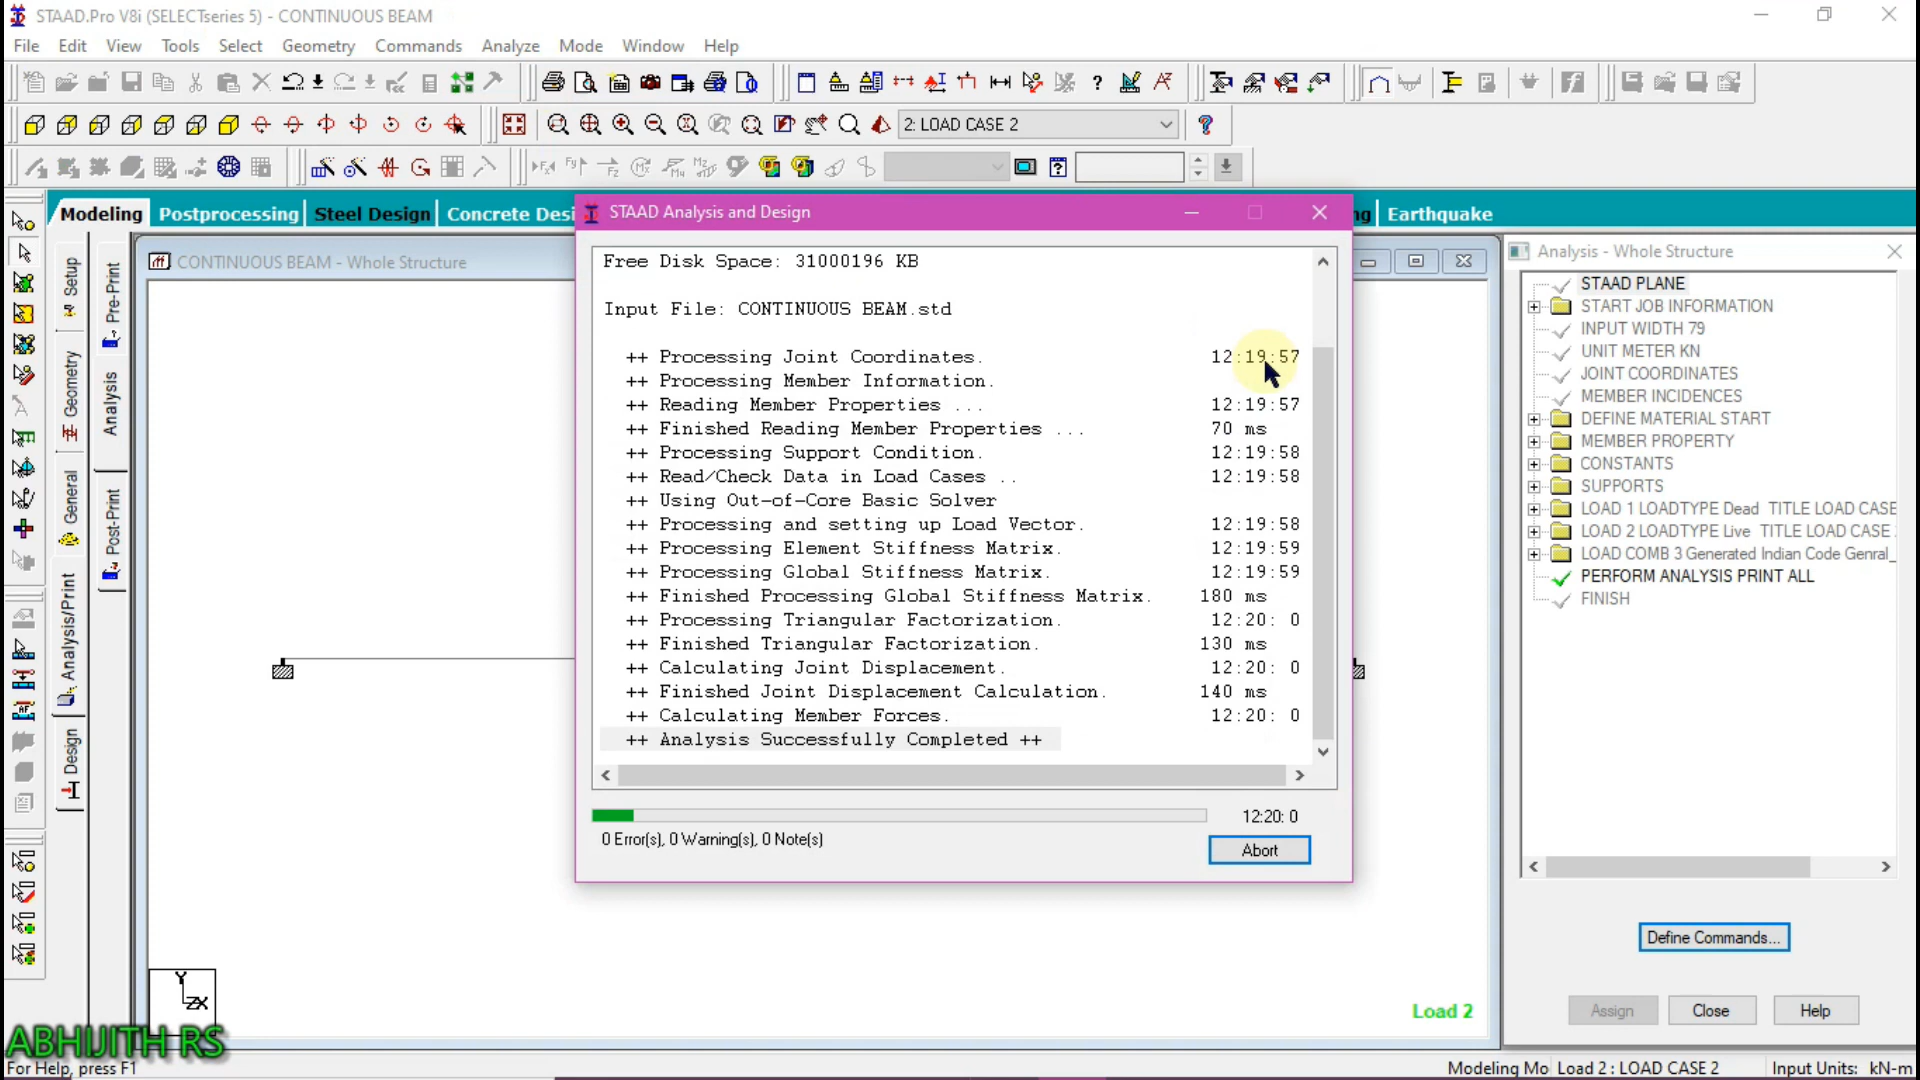 STAAD.Pro V8i (SELECTseries 5) - CONTINUOUS BEAM
File Edit View Tools Select Geometry Commands Analyze Mode Window Help
2: LOAD CASE 2
Modeling Postprocessing Steel Design Concrete Desi
Earthquake
STAAD Analysis and Design
CONTINUOUS BEAM - Whole Structure
Setup
Geometry
General
Analysis/Print
Design
Pre-Print
Analysis
Post-Print
Free Disk Space: 31000196 KB
Input File: CONTINUOUS BEAM.std
++ Processing Joint Coordinates. 12:19:57
++ Processing Member Information.
++ Reading Member Properties ... 12:19:57
++ Finished Reading Member Properties ... 70 ms
++ Processing Support Condition. 12:19:58
++ Read/Check Data in Load Cases .. 12:19:58
++ Using Out-of-Core Basic Solver
++ Processing and setting up Load Vector. 12:19:58
++ Processing Element Stiffness Matrix. 12:19:59
++ Processing Global Stiffness Matrix. 12:19:59
++ Finished Processing Global Stiffness Matrix. 180 ms
++ Processing Triangular Factorization. 12:20: 0
++ Finished Triangular Factorization. 130 ms
++ Calculating Joint Displacement. 12:20: 0
++ Finished Joint Displacement Calculation. 140 ms
++ Calculating Member Forces. 12:20: 0
++ Analysis Successfully Completed ++
12:20: 0
0 Error(s), 0 Warning(s), 0 Note(s)
Abort
Analysis - Whole Structure
STAAD PLANE
START JOB INFORMATION
INPUT WIDTH 79
UNIT METER KN
JOINT COORDINATES
MEMBER INCIDENCES
DEFINE MATERIAL START
MEMBER PROPERTY
CONSTANTS
SUPPORTS
LOAD 1 LOADTYPE Dead TITLE LOAD CASE
LOAD 2 LOADTYPE Live TITLE LOAD CASE
LOAD COMB 3 Generated Indian Code Genral_
PERFORM ANALYSIS PRINT ALL
FINISH
Define Commands...
Assign Close Help
Y
ZX
Load 2
ABHIJITH RS
For Help, press F1
Modeling Mo Load 2 : LOAD CASE 2 Input Units: kN-m